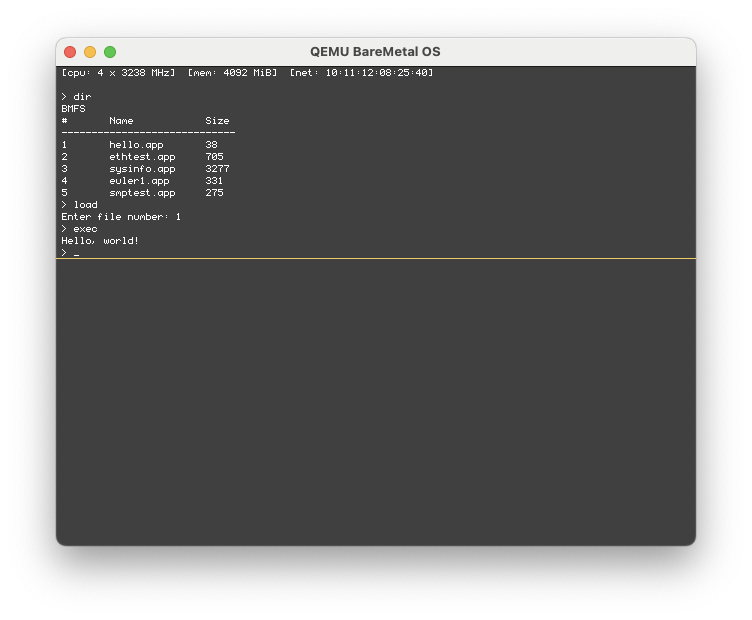 QEMU BareMetal OS
[cpu: 4 x 3238 MHz]  [mem: 4092 MiB]  [net: 10:11:12:08:25:40]
> dir
BMFS
#       Name            Size
-----------------------------
1       hello.app       38
2       ethtest.app     705
3       sysinfo.app     3277
4       euler1.app      331
5       smptest.app     275
> load
Enter file number: 1
> exec
Hello, world!
> _